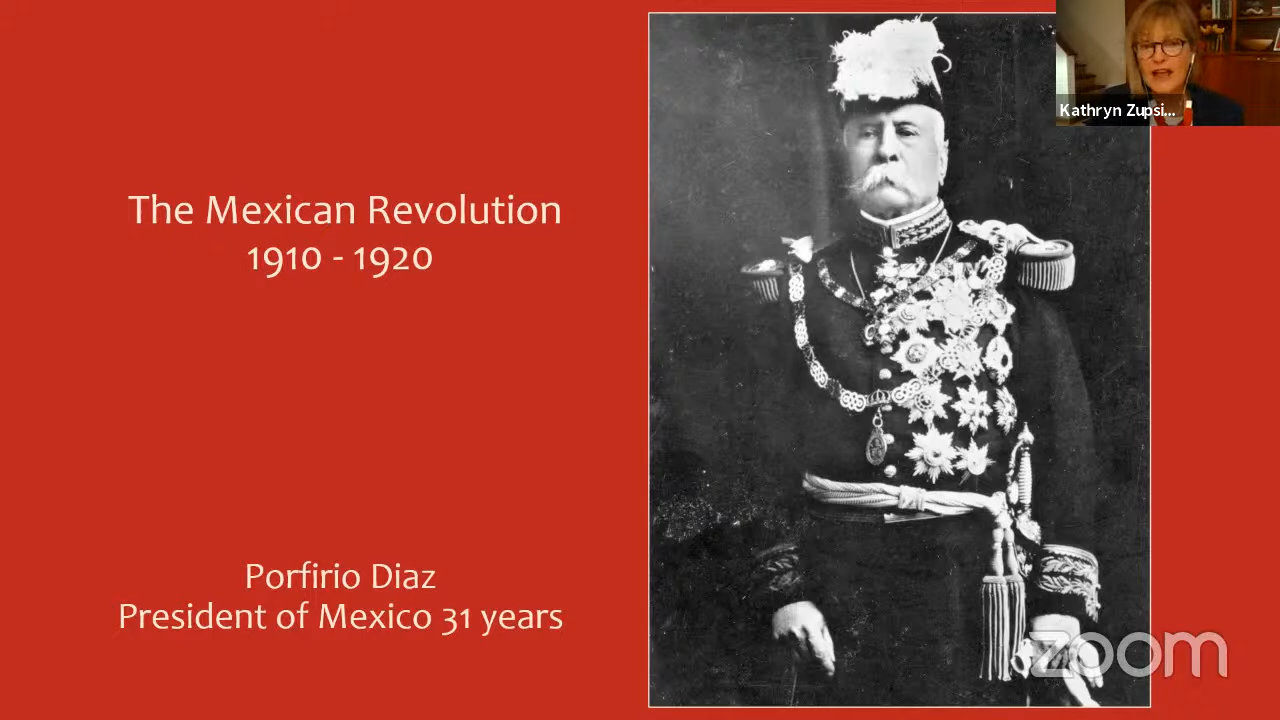 The Mexican Revolution
1910 - 1920
Porfirio Diaz
President of Mexico 31 years
Kathryn Zupsi...
zoom